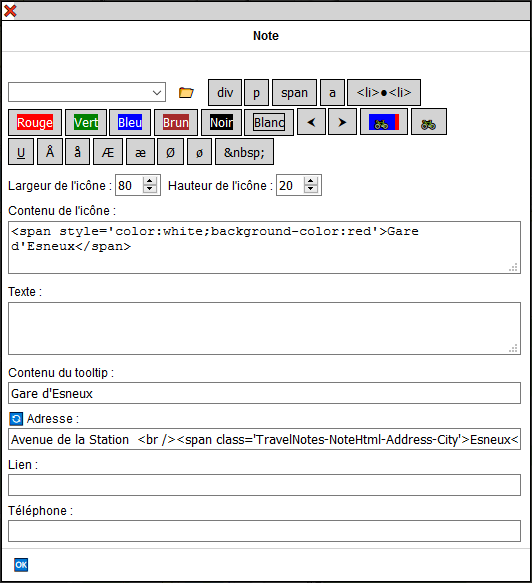 Note
div p span a <li>●<li>
Rouge Vert Bleu Brun Noir Blanc ⮜ ⮞
U Å å Æ æ Ø ø &nbsp;
Largeur de l'icône : 80 Hauteur de l'icône : 20
Contenu de l'icône :
<span style='color:white;background-color:red'>Gare
d'Esneux</span>
Texte :
Contenu du tooltip :
Gare d'Esneux
Adresse :
Avenue de la Station <br /><span class='TravelNotes-NoteHtml-Address-City'>Esneux<
Lien :
Téléphone :
OK